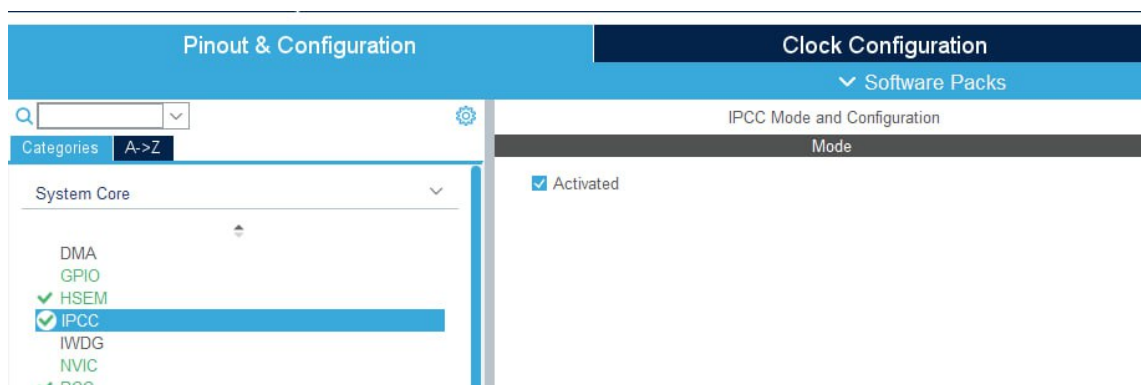 Pinout & Configuration
Clock Configuration
Software Packs
IPCC Mode and Configuration
Categories A->Z
Mode
System Core
Activated
DMA
GPIO
HSEM
IPCC
IWDG
NVIC